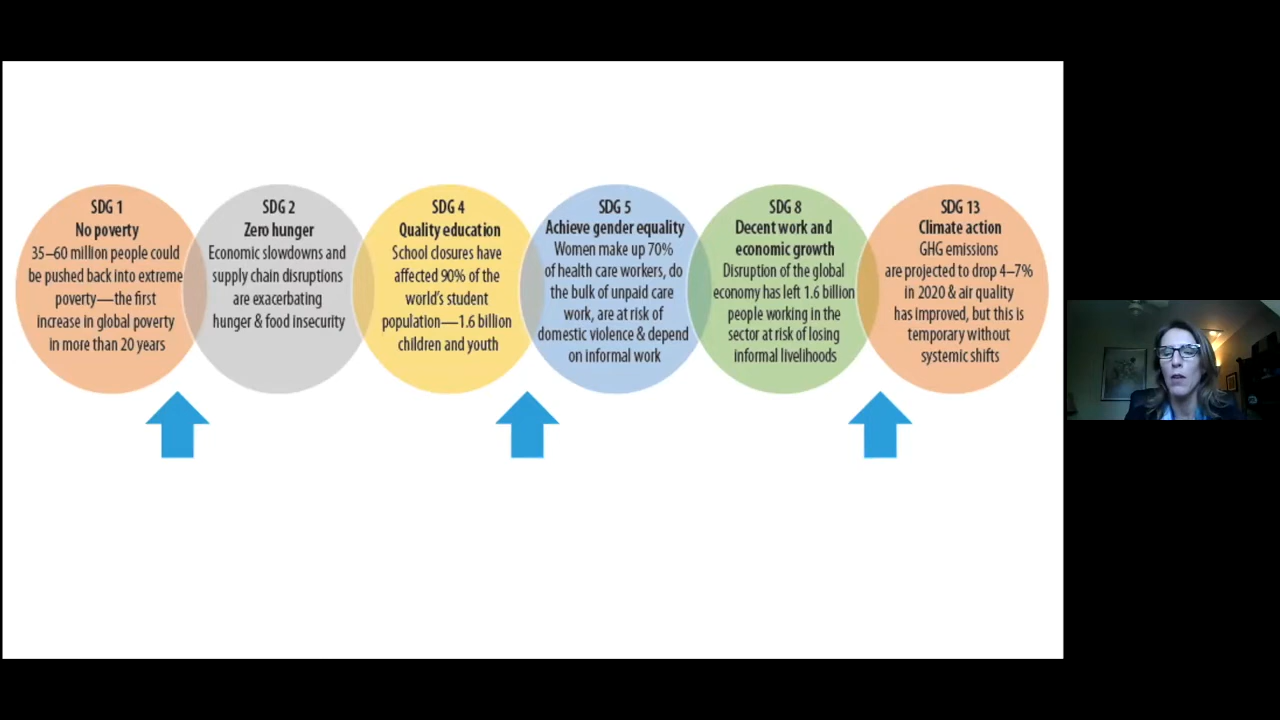 SDG 1
No poverty
35–60 million people could
be pushed back into extreme
poverty—the first
increase in global poverty
in more than 20 years
SDG 2
Zero hunger
Economic slowdowns and
supply chain disruptions
are exacerbating
hunger & food insecurity
SDG 4
Quality education
School closures have
affected 90% of the
world's student
population—1.6 billion
children and youth
SDG 5
Achieve gender equality
Women make up 70%
of health care workers, do
the bulk of unpaid care
work, are at risk of
domestic violence & depend
on informal work
SDG 8
Decent work and
economic growth
Disruption of the global
economy has left 1.6 billion
people working in the
sector at risk of losing
informal livelihoods
SDG 13
Climate action
GHG emissions
are projected to drop 4–7%
in 2020 & air quality
has improved, but this is
temporary without
systemic shifts